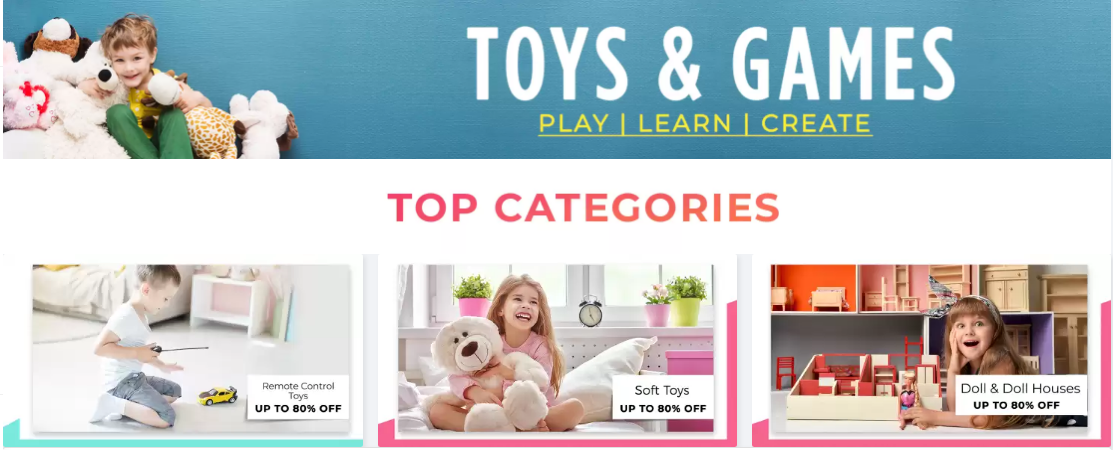 TOYS & GAMES
PLAY | LEARN | CREATE
TOP CATEGORIES
Remote Control
Toys
UP TO 80% OFF
Soft Toys
UP TO 80% OFF
Doll & Doll Houses
UP TO 80% OFF